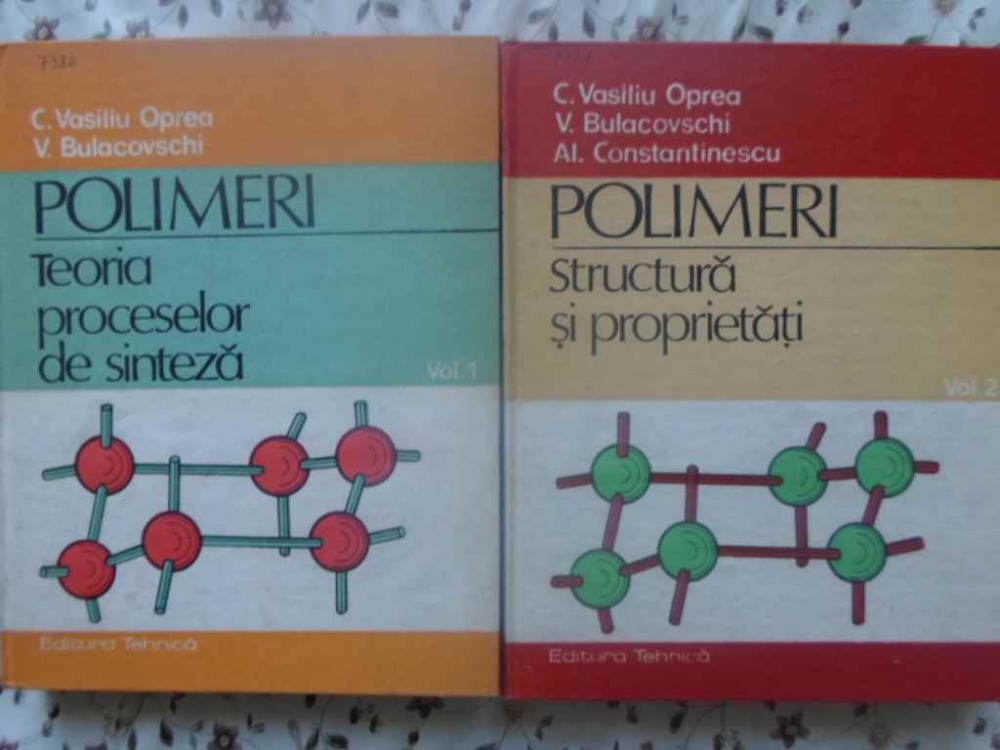 7384
C. Vasiliu Oprea
V. Bulacovschi
POLIMERI
Teoria
proceselor
de sinteză
Vol. 1
Editura Tehnică
C. Vasiliu Oprea
V. Bulacovschi
Al. Constantinescu
POLIMERI
Structură
și proprietăți
Vol. 2
Editura Tehnică